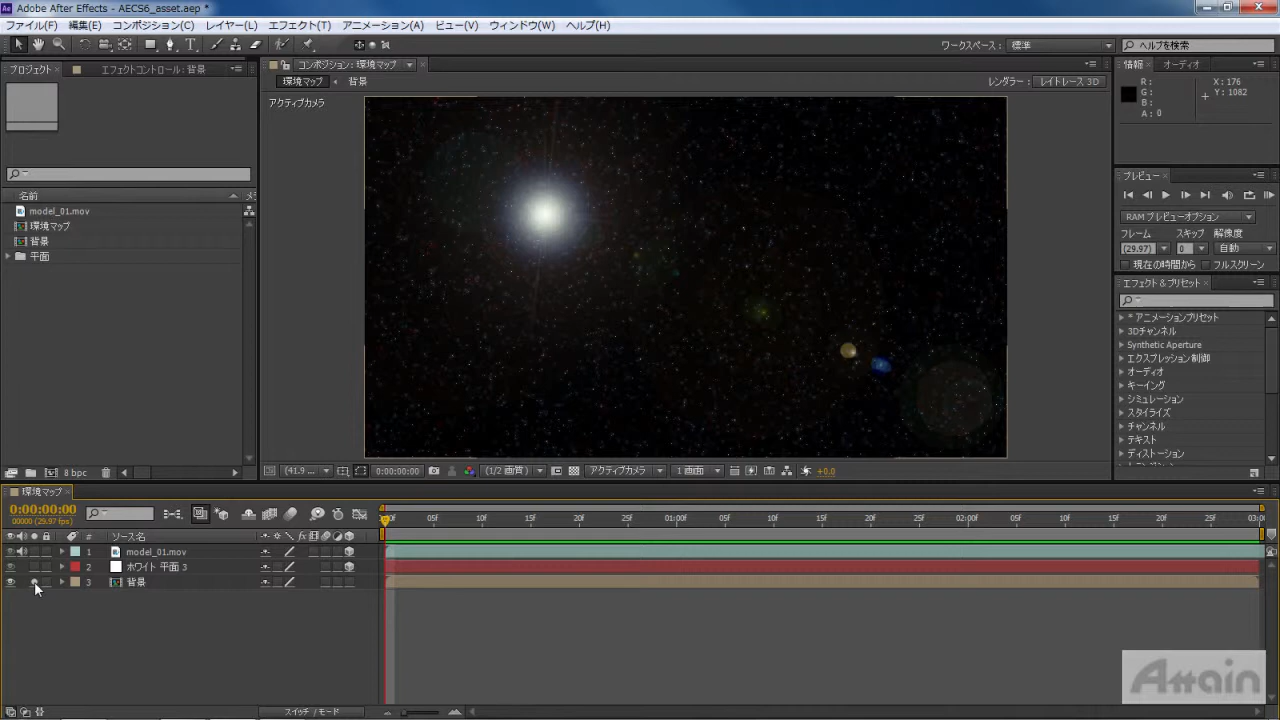 Adobe After Effects - AECS6_asset.aep *
ファイル(F) 編集(E) コンポジション(C) レイヤー(L) エフェクト(T) アニメーション(A) ビュー(V) ウィンドウ(W) ヘルプ(H)
ワークスペース: 標準 ヘルプを検索
プロジェクト エフェクトコントロール: 背景
コンポジション: 環境マップ
情報 オーディオ
環境マップ 背景
レンダラー: レイトレース 3D
アクティブカメラ
R: X: 176
G: Y: 1082
B:
A: 0
プレビュー
名前
model_01.mov
環境マップ
背景
平面
RAM プレビューオプション
フレーム スキップ 解像度
(29.97) 0 自動
現在の時間から フルスクリーン
エフェクト&プリセット
* アニメーションプリセット
3Dチャンネル
Synthetic Aperture
エクスプレッション制御
オーディオ
キーイング
シミュレーション
スタイライズ
チャンネル
テキスト
ディストーション
8 bpc
(41.9 ... 0:00:00:00 (1/2 画質) アクティブカメラ 1 画面 +0.0
環境マップ
0:00:00:00
00000 (29.97 fps)
05f 10f 15f 20f 25f 01:00f 05f 10f 15f 20f 25f 02:00f 05f 10f 15f 20f 25f 03:00
# ソース名
1 model_01.mov
2 ホワイト 平面 3
3 背景
スイッチ / モード
Attain